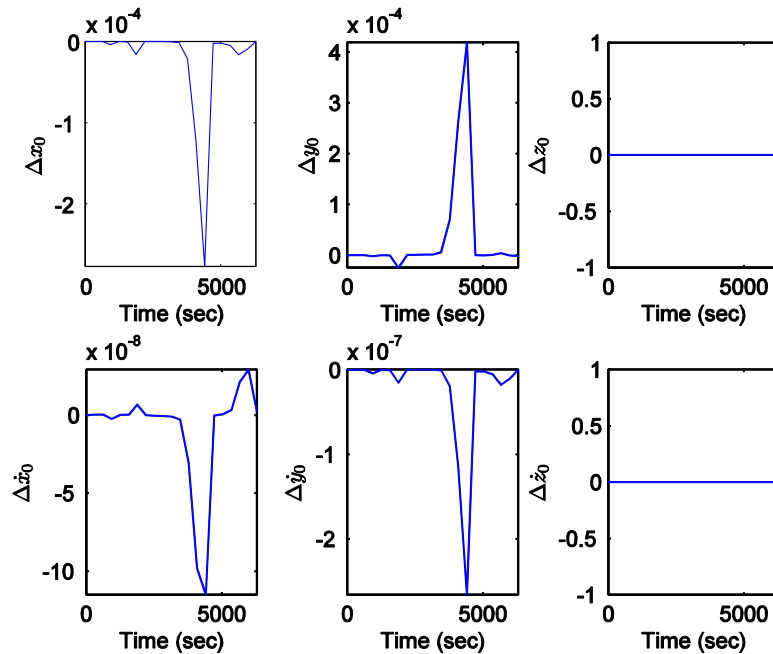 x 10⁻⁴
0
-1
-2
Δx₀
0
5000
Time (sec)
x 10⁻⁴
4
3
2
1
0
Δy₀
0
5000
Time (sec)
1
0.5
0
-0.5
-1
Δz₀
0
5000
Time (sec)
x 10⁻⁸
0
-5
-10
Δẋ₀
0
5000
Time (sec)
x 10⁻⁷
0
-1
-2
Δẏ₀
0
5000
Time (sec)
1
0.5
0
-0.5
-1
Δż₀
0
5000
Time (sec)